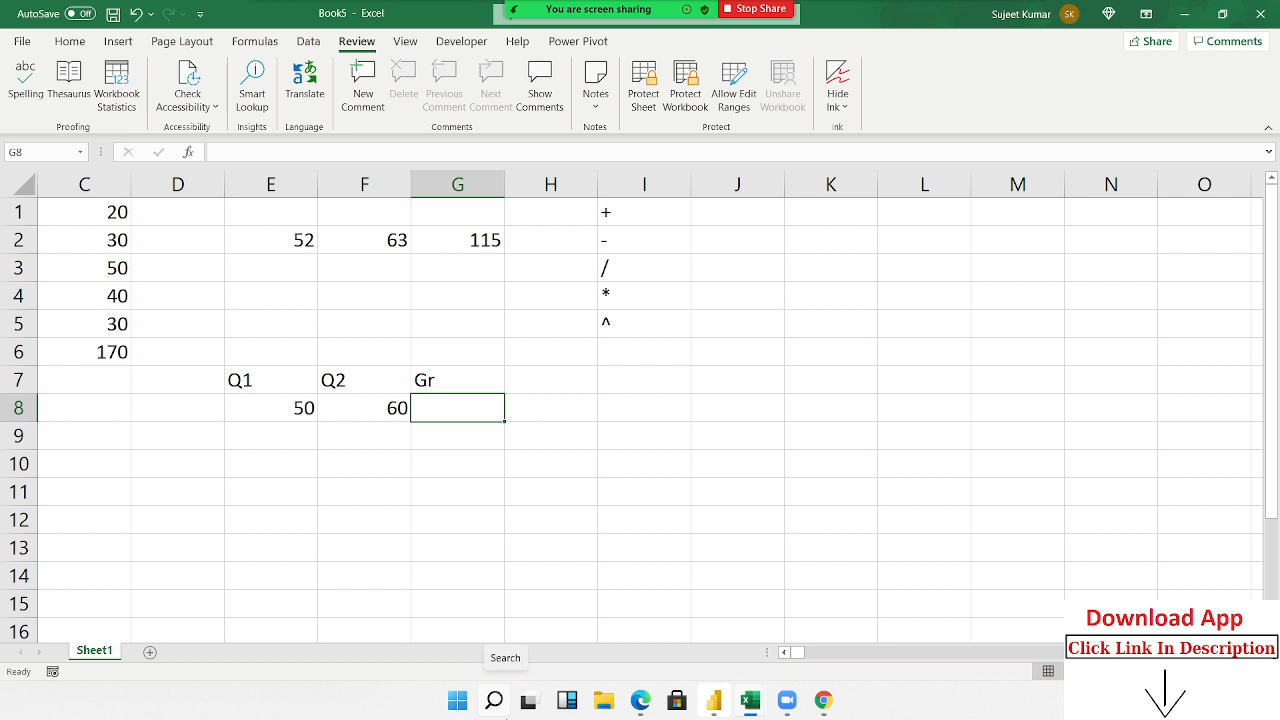 AutoSave Off Book5 - Excel You are screen sharing Stop Share Sujeet Kumar SK
File Home Insert Page Layout Formulas Data Review View Developer Help Power Pivot Share Comments
Spelling Thesaurus Workbook Statistics Check Accessibility Smart Lookup Translate New Comment Delete Previous Comment Next Comment Show Comments Notes Protect Sheet Protect Workbook Allow Edit Ranges Unshare Workbook Hide Ink
Proofing Accessibility Insights Language Comments Notes Protect Ink
G8 fx
C D E F G H I J K L M N O
1 20 +
2 30 52 63 115 -
3 50 /
4 40 *
5 30 ^
6 170
7 Q1 Q2 Gr
8 50 60
9
10
11
12
13
14
15
16
Download App
Click Link In Description
Sheet1
Search
Ready